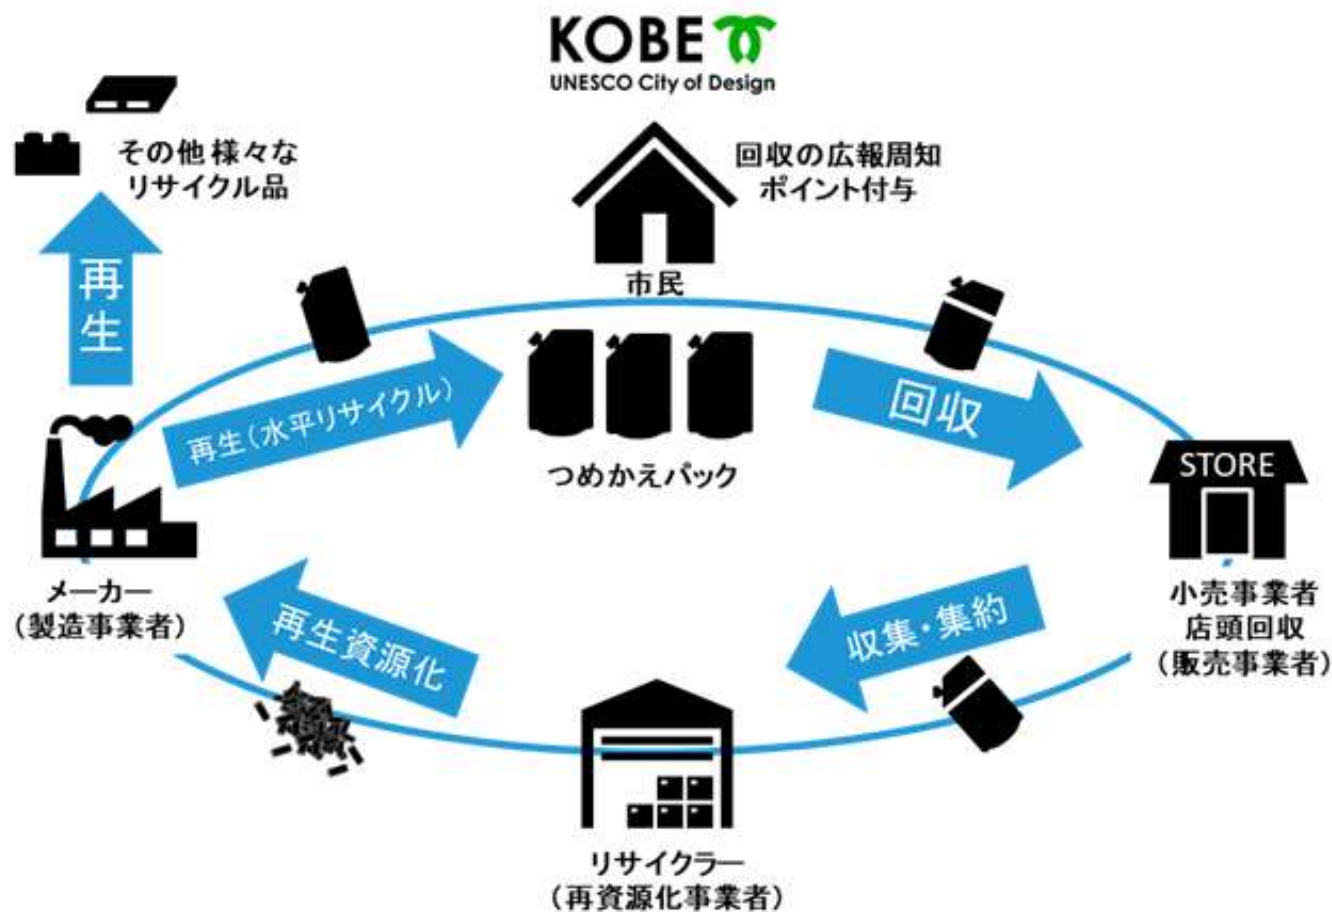 KOBE
UNESCO City of Design
その他様々な
リサイクル品
回収の広報周知
ポイント付与
市民
再生
再生(水平リサイクル)
つめかえパック
回収
STORE
メーカー
(製造事業者)
再生資源化
収集・集約
小売事業者
店頭回収
(販売事業者)
リサイクラー
(再資源化事業者)